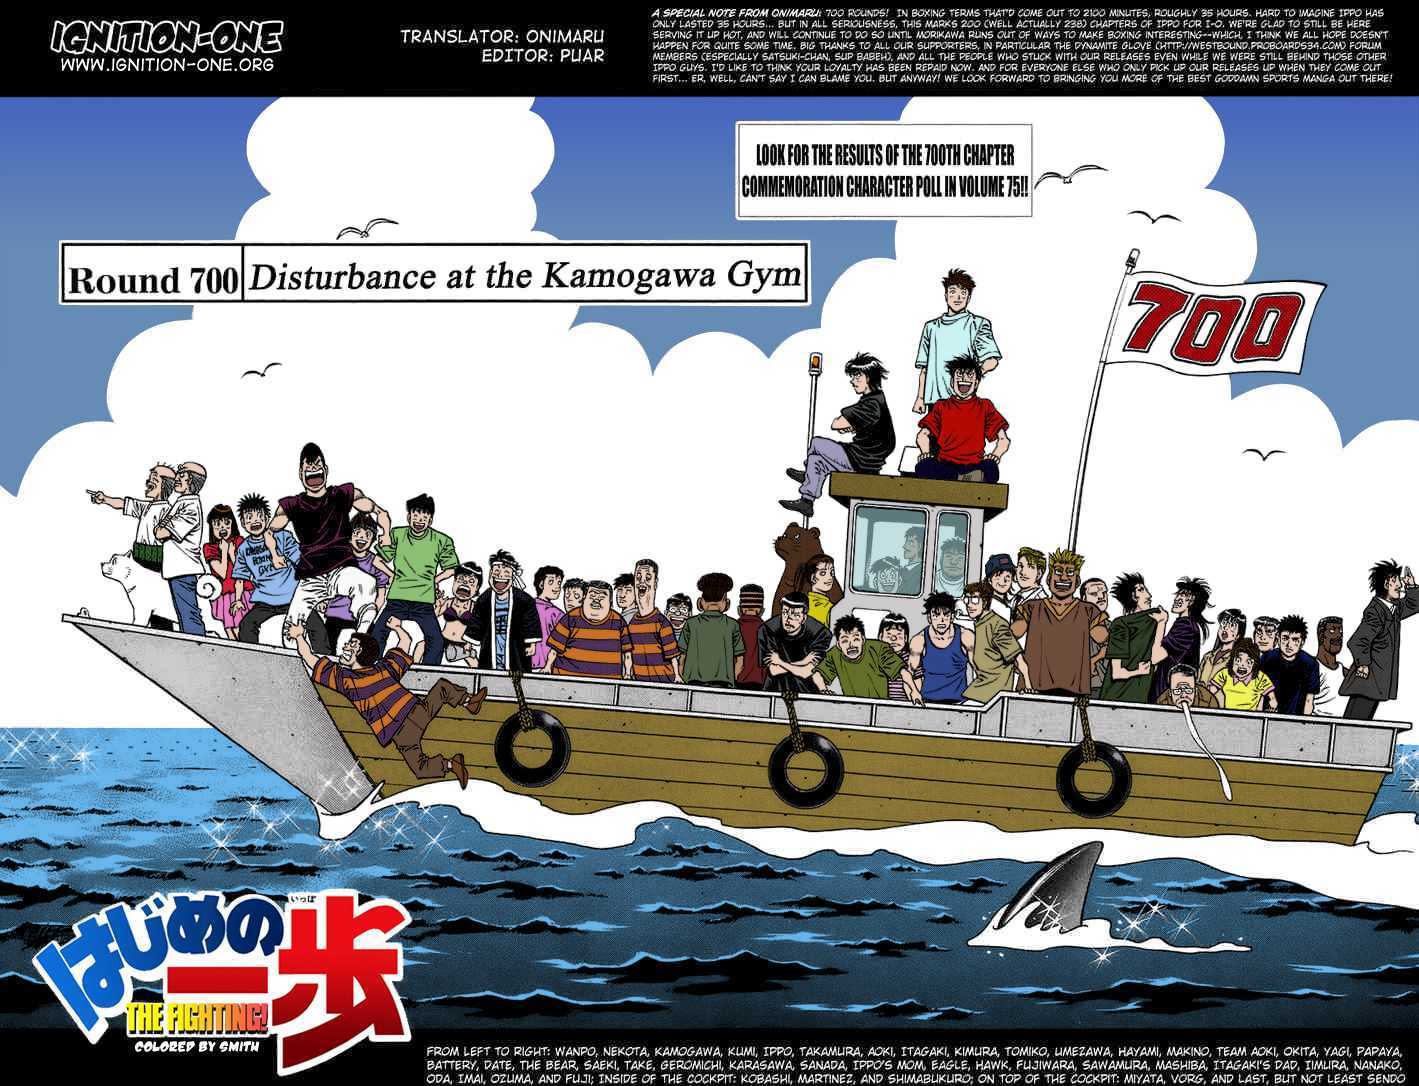 IGNITION-ONE
WWW.IGNITION-ONE.ORG
TRANSLATOR: ONIMARU
EDITOR: PUAR
A SPECIAL NOTE FROM ONIMARU: 700 ROUNDS! IN BOXING TERMS THAT'D COME OUT TO 2100 MINUTES, ROUGHLY 35 HOURS. HARD TO IMAGINE IPPO HAS
ONLY LASTED 35 HOURS... BUT IN ALL SERIOUSNESS, THIS MARKS 200 (WELL ACTUALLY 238) CHAPTERS OF IPPO FOR I-O. WE'RE GLAD TO STILL BE HERE
SERVING IT UP HOT, AND WILL CONTINUE TO DO SO UNTIL MORIKAWA RUNS OUT OF WAYS TO MAKE BOXING INTERESTING--WHICH, I THINK WE ALL HOPE DOESN'T
HAPPEN FOR QUITE SOME TIME. BIG THANKS TO ALL OUR SUPPORTERS, IN PARTICULAR THE DYNAMITE GLOVE (HTTP://WESTBOUND.PROBOARDS34.COM) FORUM
MEMBERS (ESPECIALLY SATSUKI-CHAN, SUP BABEH), AND ALL THE PEOPLE WHO STUCK WITH OUR RELEASES EVEN WHILE WE WERE STILL BEHIND THOSE OTHER
IPPO GUYS. I'D LIKE TO THINK YOUR LOYALTY HAS BEEN REPAID NOW. AND FOR EVERYONE ELSE WHO ONLY PICK UP OUR RELEASES UP WHEN THEY COME OUT
FIRST... ER, WELL, CAN'T SAY I CAN BLAME YOU. BUT ANYWAY! WE LOOK FORWARD TO BRINGING YOU MORE OF THE BEST GODDAMN SPORTS MANGA OUT THERE!
LOOK FOR THE RESULTS OF THE 700TH CHAPTER
COMMEMORATION CHARACTER POLL IN VOLUME 75!!
Round 700 Disturbance at the Kamogawa Gym
700
はじめの一歩
いっぽ
THE FIGHTING!
COLORED BY SMITH
FROM LEFT TO RIGHT: WANPO, NEKOTA, KAMOGAWA, KUMI, IPPO, TAKAMURA, AOKI, ITAGAKI, KIMURA, TOMIKO, UMEZAWA, HAYAMI, MAKINO, TEAM AOKI, OKITA, YAGI, PAPAYA,
BATTERY, DATE, THE BEAR, SAEKI, TAKE, GEROMICHI, KARASAWA, SANADA, IPPO'S MOM, EAGLE, HAWK, FUJIWARA, SAWAMURA, MASHIBA, ITAGAKI'S DAD, IIMURA, NANAKO,
ODA, IMAI, OZUMA, AND FUJI; INSIDE OF THE COCKPIT: KOBASHI, MARTINEZ, AND SHIMABUKURO; ON TOP OF THE COCKPIT: MIYATA, VORG, AND LAST, BUT NOT LEAST SENDO